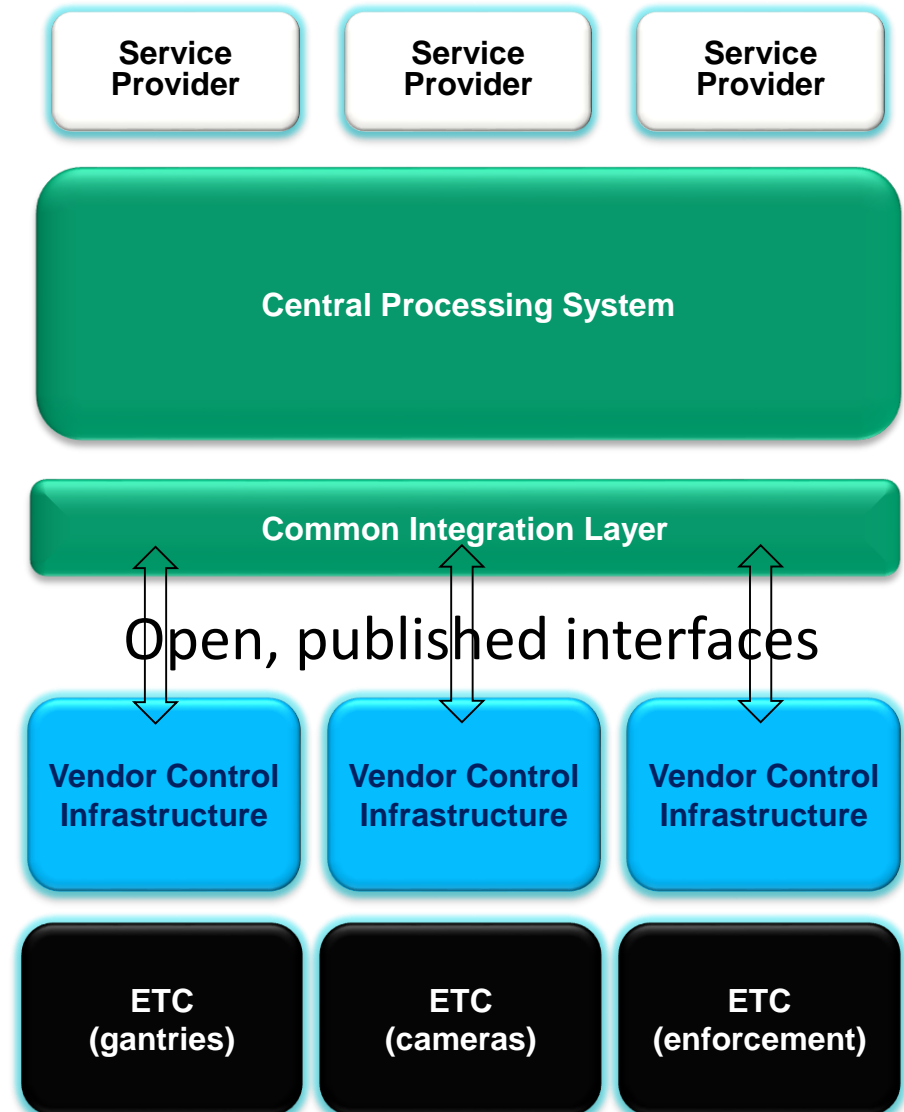 Service
Provider
Service
Provider
Service
Provider
Central Processing System
Common Integration Layer
Open, published interfaces
Vendor Control
Infrastructure
Vendor Control
Infrastructure
Vendor Control
Infrastructure
ETC
(gantries)
ETC
(cameras)
ETC
(enforcement)